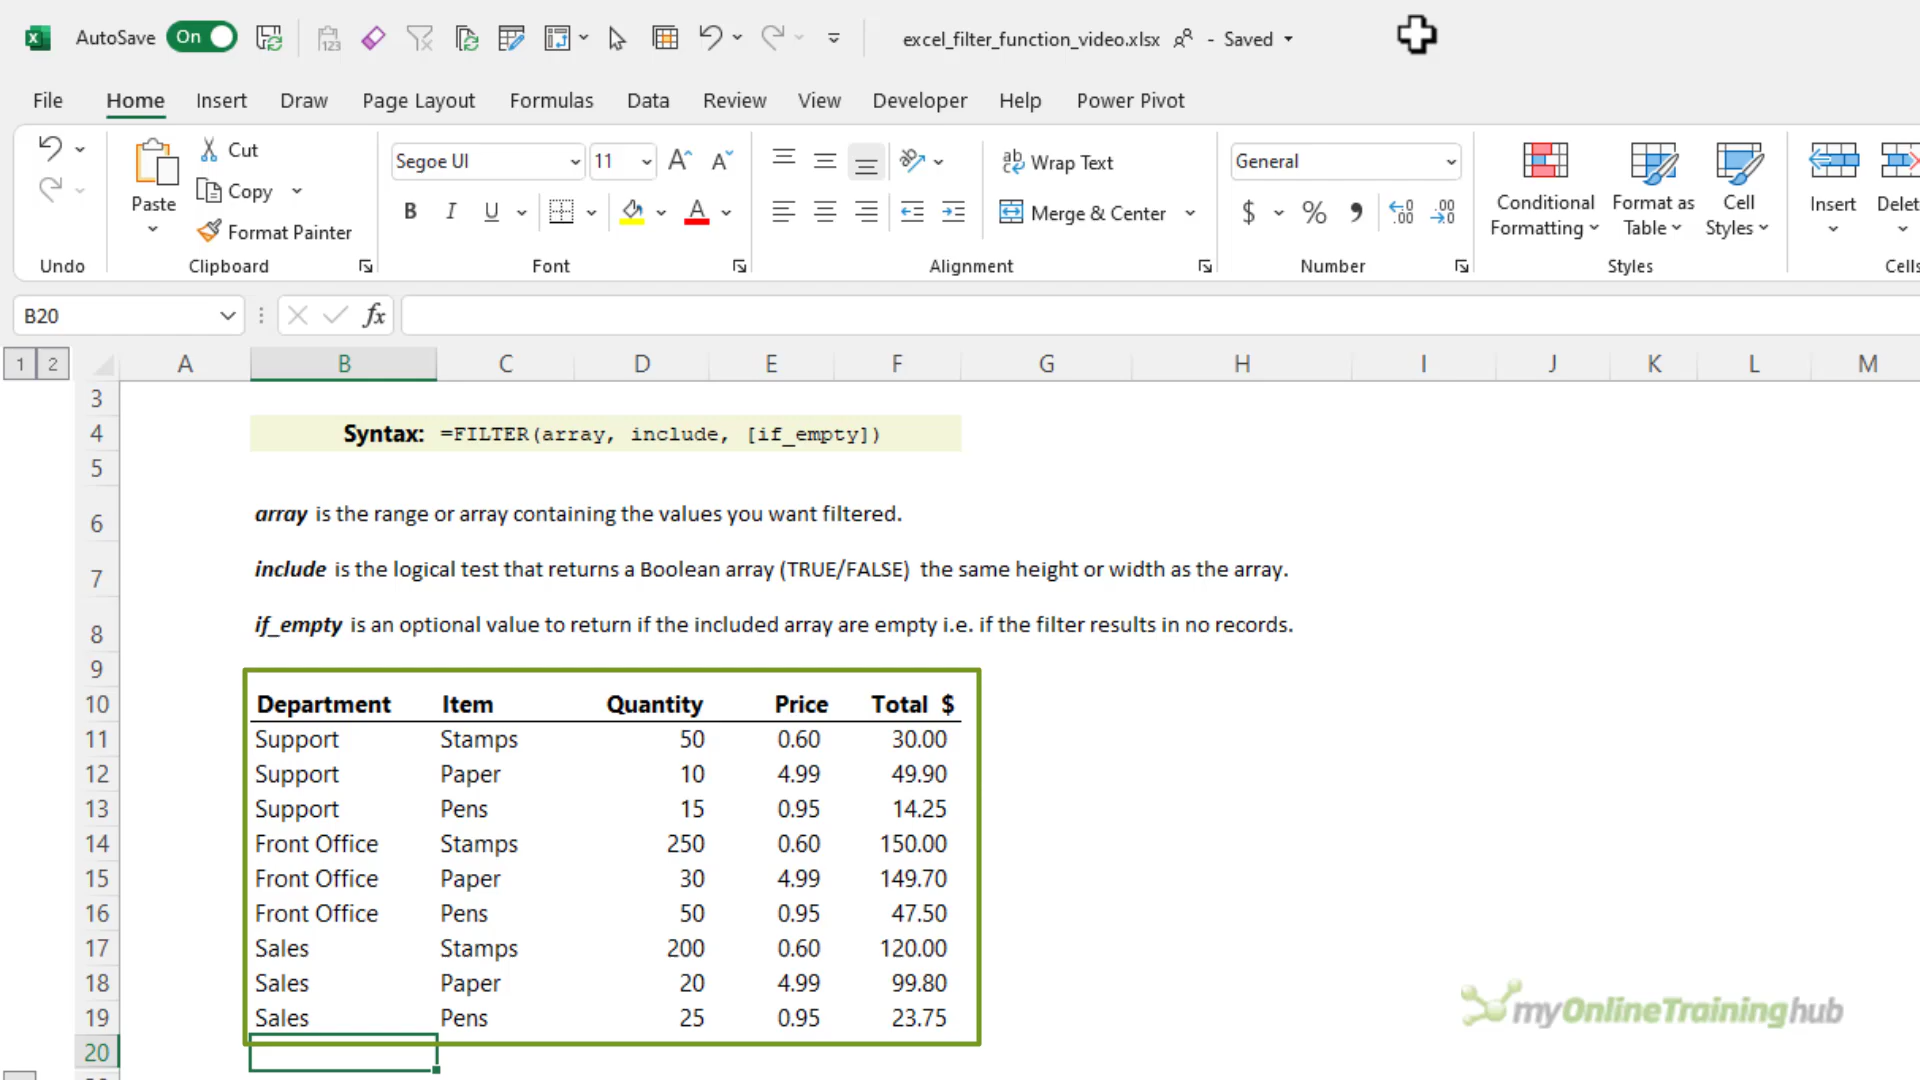 AutoSave On excel_filter_function_video.xlsx - Saved
File Home Insert Draw Page Layout Formulas Data Review View Developer Help Power Pivot
Paste Cut Copy Format Painter
Segoe UI 11
B I U A
Wrap Text
Merge & Center
General
$ % 9
Conditional Formatting Format as Table Cell Styles Insert Delet
Undo Clipboard Font Alignment Number Styles Cells
B20 fx
1 2 A B C D E F G H I J K L M
3
4 Syntax: =FILTER(array, include, [if_empty])
5
6 array is the range or array containing the values you want filtered.
7 include is the logical test that returns a Boolean array (TRUE/FALSE) the same height or width as the array.
8 if_empty is an optional value to return if the included array are empty i.e. if the filter results in no records.
9
10 Department Item Quantity Price Total $
11 Support Stamps 50 0.60 30.00
12 Support Paper 10 4.99 49.90
13 Support Pens 15 0.95 14.25
14 Front Office Stamps 250 0.60 150.00
15 Front Office Paper 30 4.99 149.70
16 Front Office Pens 50 0.95 47.50
17 Sales Stamps 200 0.60 120.00
18 Sales Paper 20 4.99 99.80
19 Sales Pens 25 0.95 23.75
20
myOnlineTraininghub